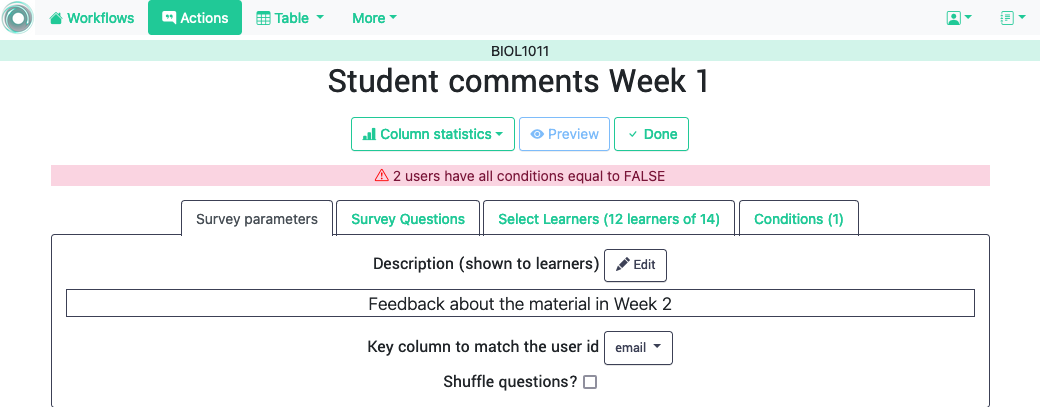 Workflows Actions Table More
BIOL1011
Student comments Week 1
Column statistics Preview Done
2 users have all conditions equal to FALSE
Survey parameters Survey Questions Select Learners (12 learners of 14) Conditions (1)
Description (shown to learners) Edit
Feedback about the material in Week 2
Key column to match the user id email
Shuffle questions?